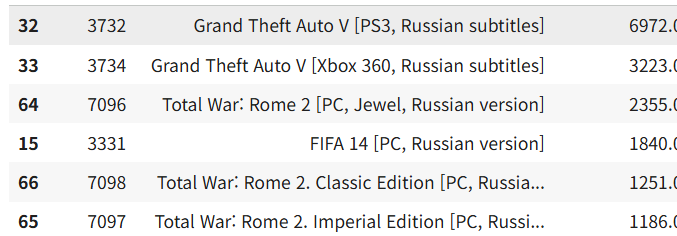 32 3732 Grand Theft Auto V [PS3, Russian subtitles] 6972.0
33 3734 Grand Theft Auto V [Xbox 360, Russian subtitles] 3223.0
64 7096 Total War: Rome 2 [PC, Jewel, Russian version] 2355.0
15 3331 FIFA 14 [PC, Russian version] 1840.0
66 7098 Total War: Rome 2. Classic Edition [PC, Russia... 1251.0
65 7097 Total War: Rome 2. Imperial Edition [PC, Russi... 1186.0